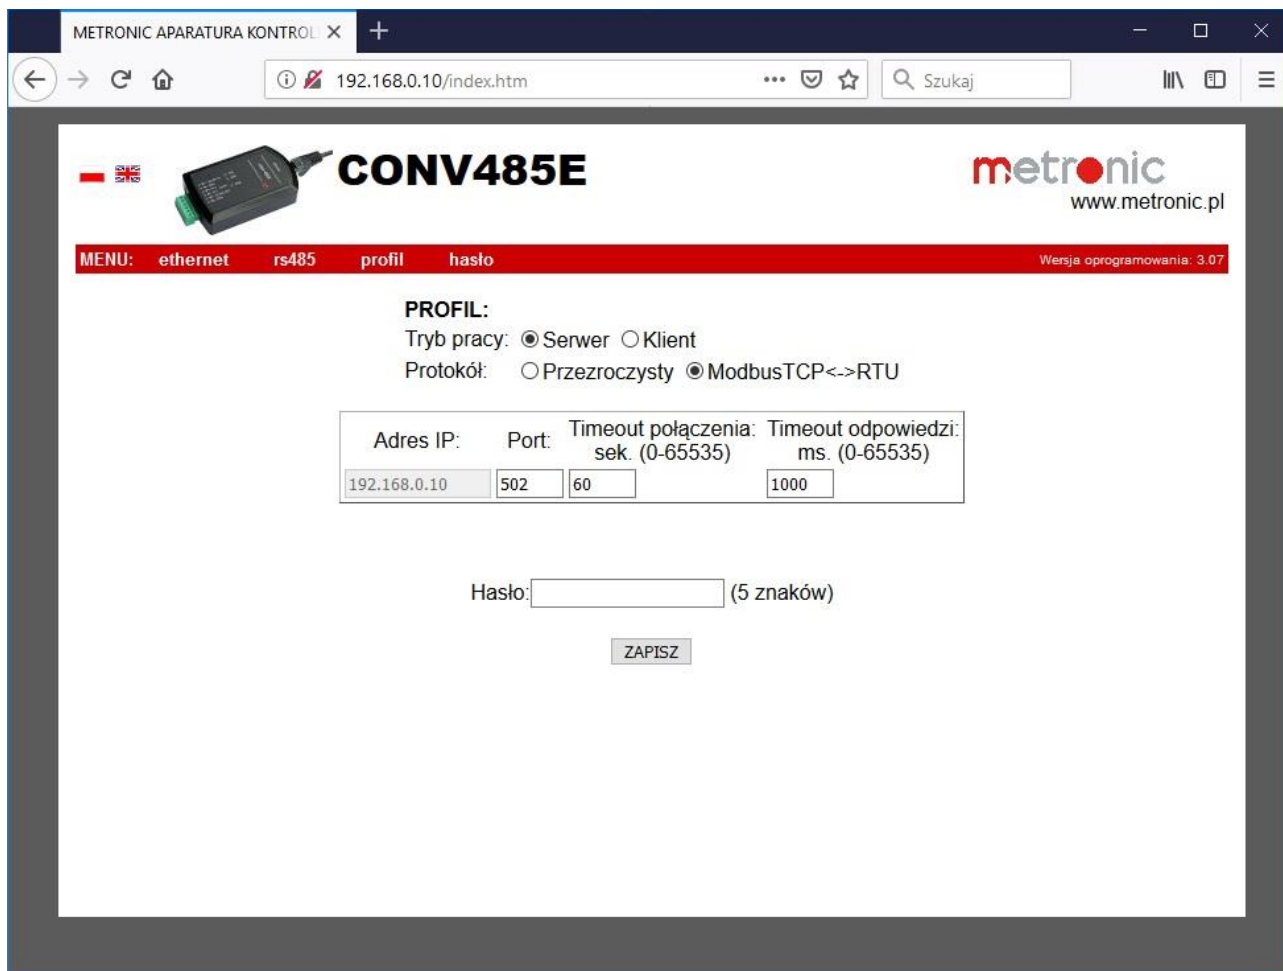 METRONIC APARATURA KONTROL
192.168.0.10/index.htm
Szukaj
CONV485E
metronic
www.metronic.pl
MENU: ethernet rs485 profil hasło
Wersja oprogramowania: 3.07
PROFIL:
Tryb pracy: Serwer Klient
Protokół: Przezroczysty ModbusTCP<->RTU
Adres IP: Port: Timeout połączenia: Timeout odpowiedzi:
sek. (0-65535) ms. (0-65535)
192.168.0.10 502 60 1000
Hasło: (5 znaków)
ZAPISZ